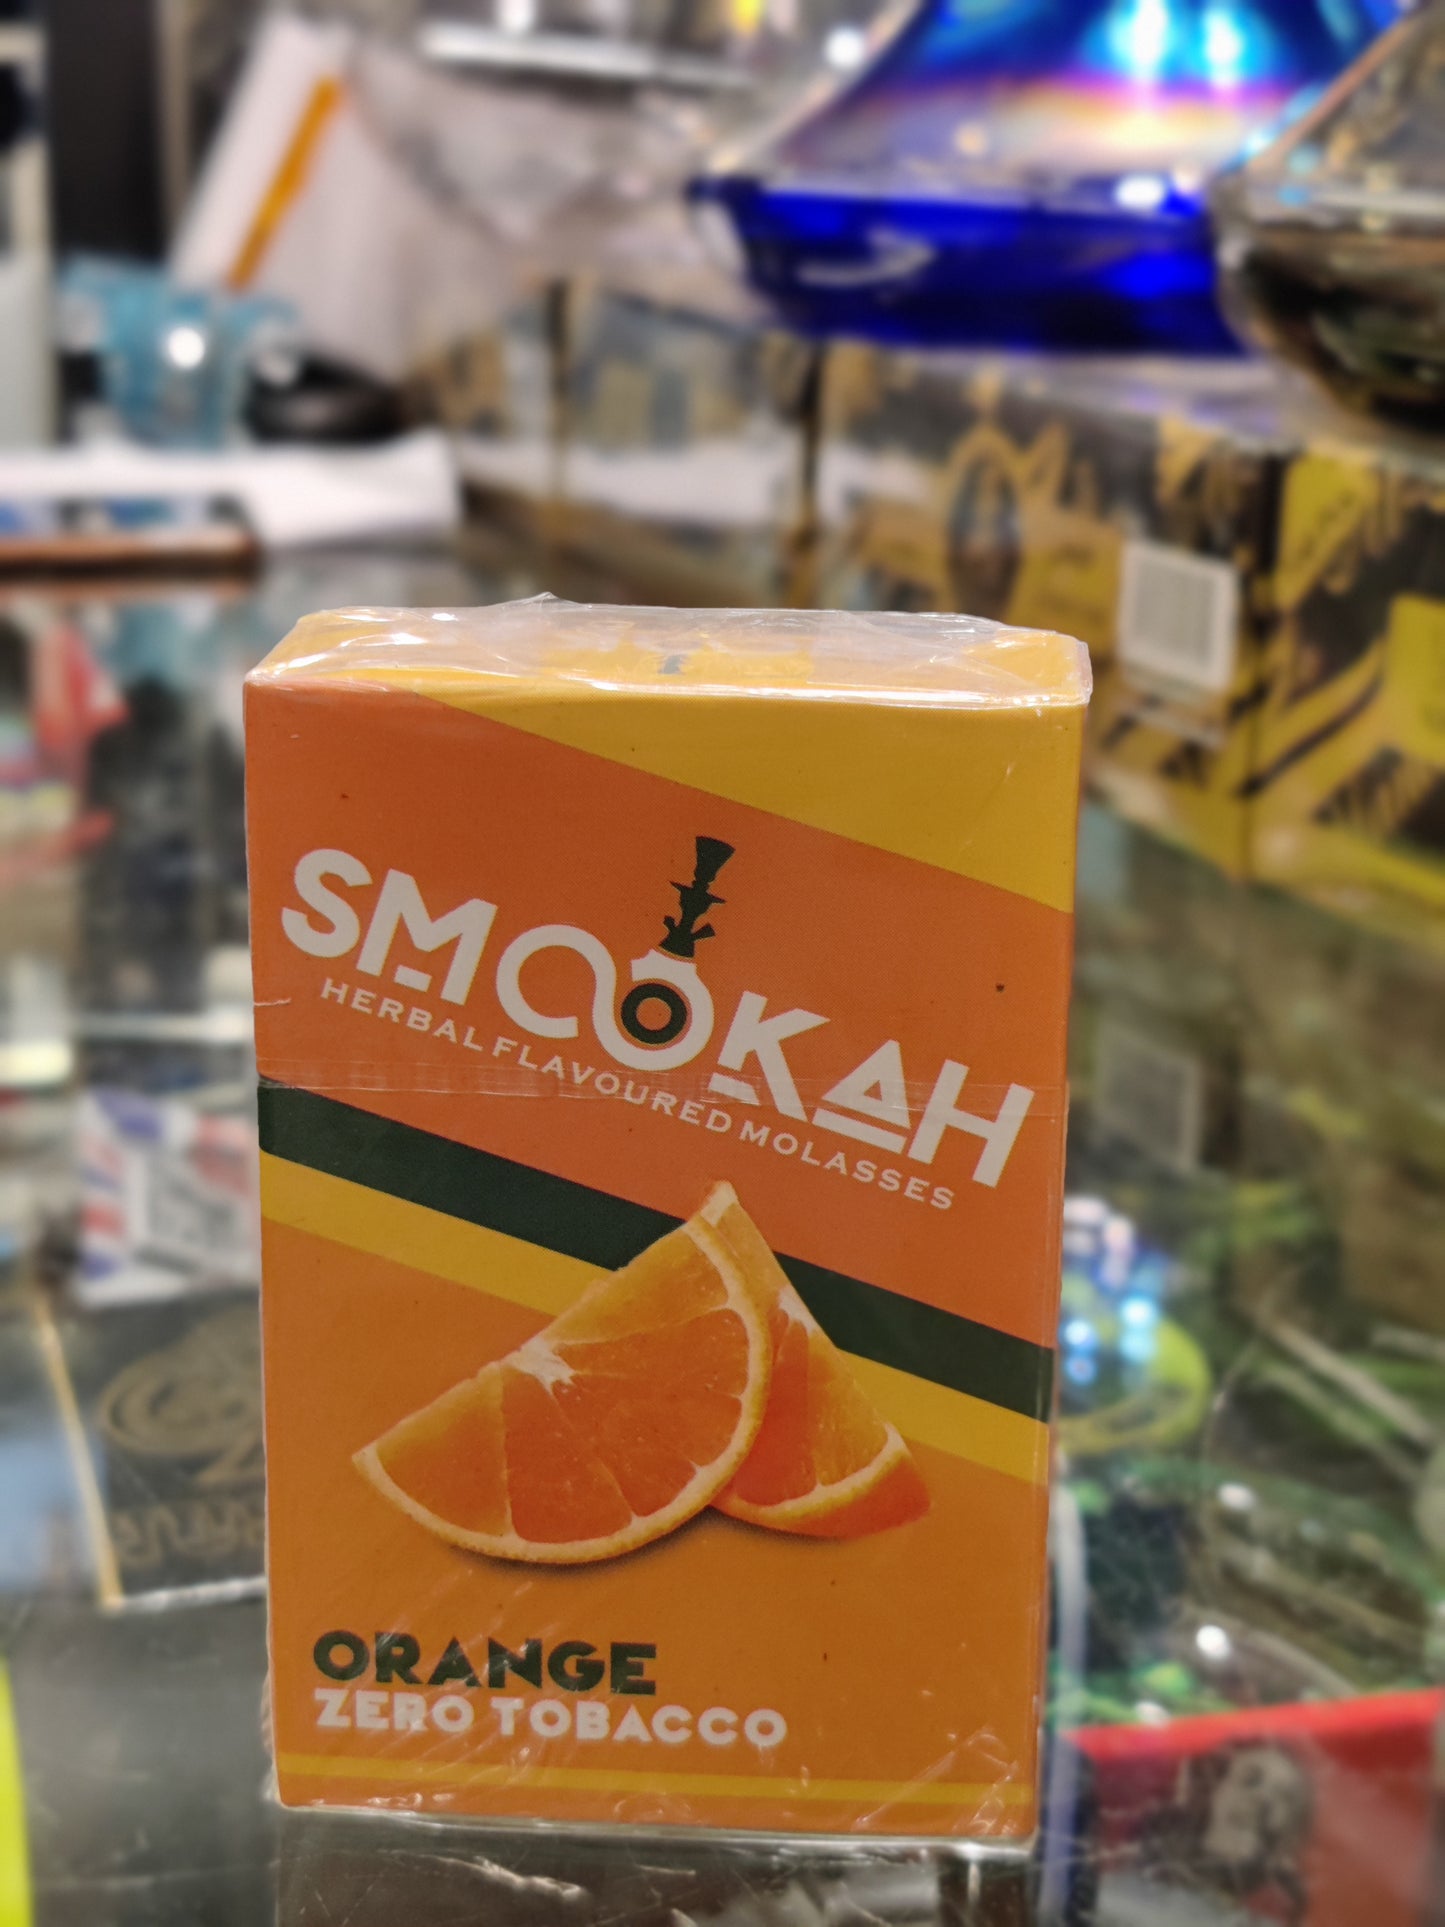 SMOOKAH
HERBAL FLAVOURED MOLASSES
ORANGE
ZERO TOBACCO